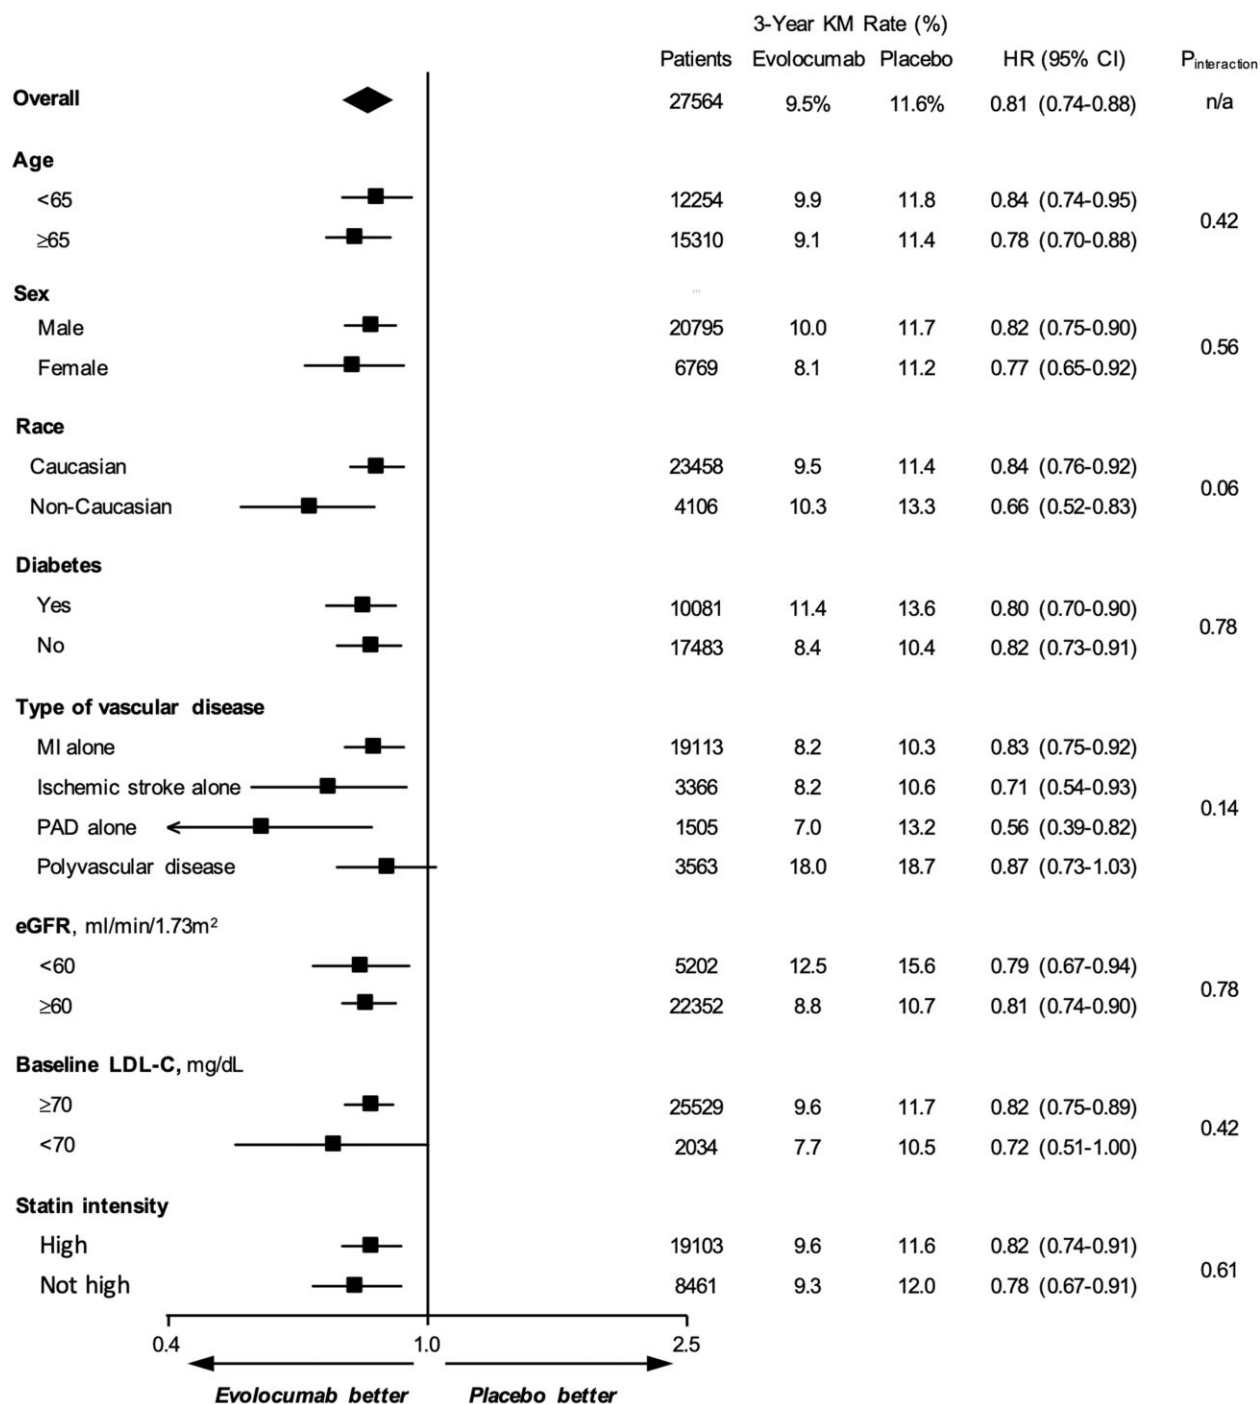 3-Year KM Rate (%)
Patients Evolocumab Placebo HR (95% CI) Pinteraction
Overall 27564 9.5% 11.6% 0.81 (0.74-0.88) n/a
Age
<65 12254 9.9 11.8 0.84 (0.74-0.95)
0.42
≥65 15310 9.1 11.4 0.78 (0.70-0.88)
Sex ...
Male 20795 10.0 11.7 0.82 (0.75-0.90)
0.56
Female 6769 8.1 11.2 0.77 (0.65-0.92)
Race
Caucasian 23458 9.5 11.4 0.84 (0.76-0.92)
0.06
Non-Caucasian 4106 10.3 13.3 0.66 (0.52-0.83)
Diabetes
Yes 10081 11.4 13.6 0.80 (0.70-0.90)
0.78
No 17483 8.4 10.4 0.82 (0.73-0.91)
Type of vascular disease
MI alone 19113 8.2 10.3 0.83 (0.75-0.92)
Ischemic stroke alone 3366 8.2 10.6 0.71 (0.54-0.93)
0.14
PAD alone 1505 7.0 13.2 0.56 (0.39-0.82)
Polyvascular disease 3563 18.0 18.7 0.87 (0.73-1.03)
eGFR, ml/min/1.73m²
<60 5202 12.5 15.6 0.79 (0.67-0.94)
0.78
≥60 22352 8.8 10.7 0.81 (0.74-0.90)
Baseline LDL-C, mg/dL
≥70 25529 9.6 11.7 0.82 (0.75-0.89)
0.42
<70 2034 7.7 10.5 0.72 (0.51-1.00)
Statin intensity
High 19103 9.6 11.6 0.82 (0.74-0.91)
0.61
Not high 8461 9.3 12.0 0.78 (0.67-0.91)
0.4 1.0 2.5
Evolocumab better Placebo better